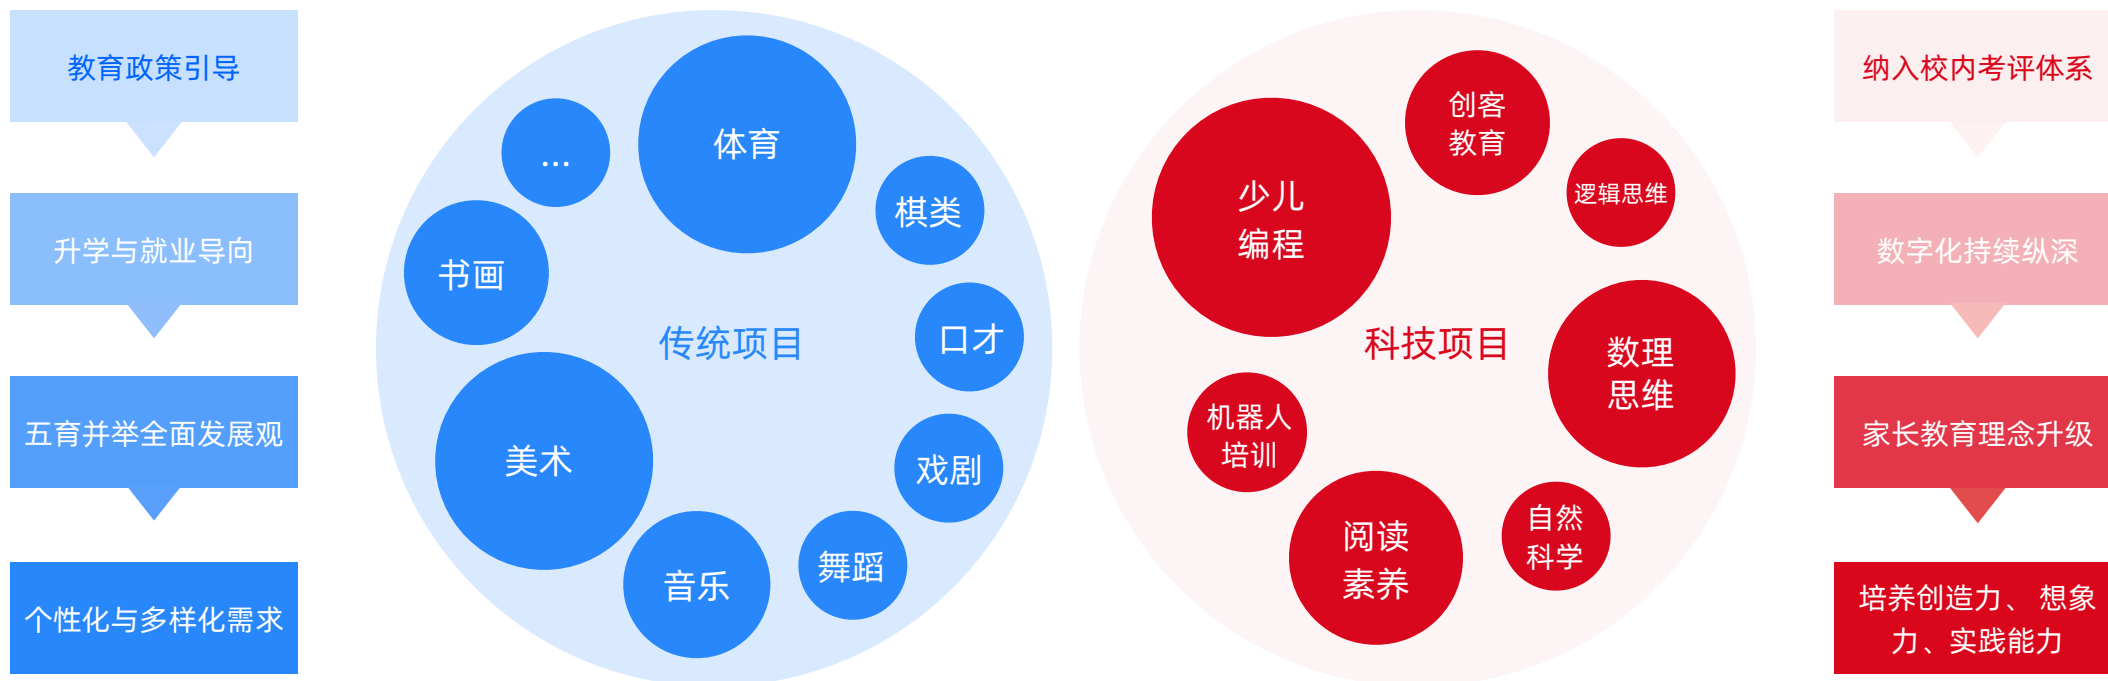 教育政策引导
升学与就业导向
五育并举全面发展观
个性化与多样化需求
传统项目
体育
棋类
口才
戏剧
舞蹈
音乐
美术
书画
...
科技项目
少儿
编程
创客
教育
逻辑思维
数理
思维
自然
科学
阅读
素养
机器人
培训
纳入校内考评体系
数字化持续纵深
家长教育理念升级
培养创造力、 想象
力、实践能力